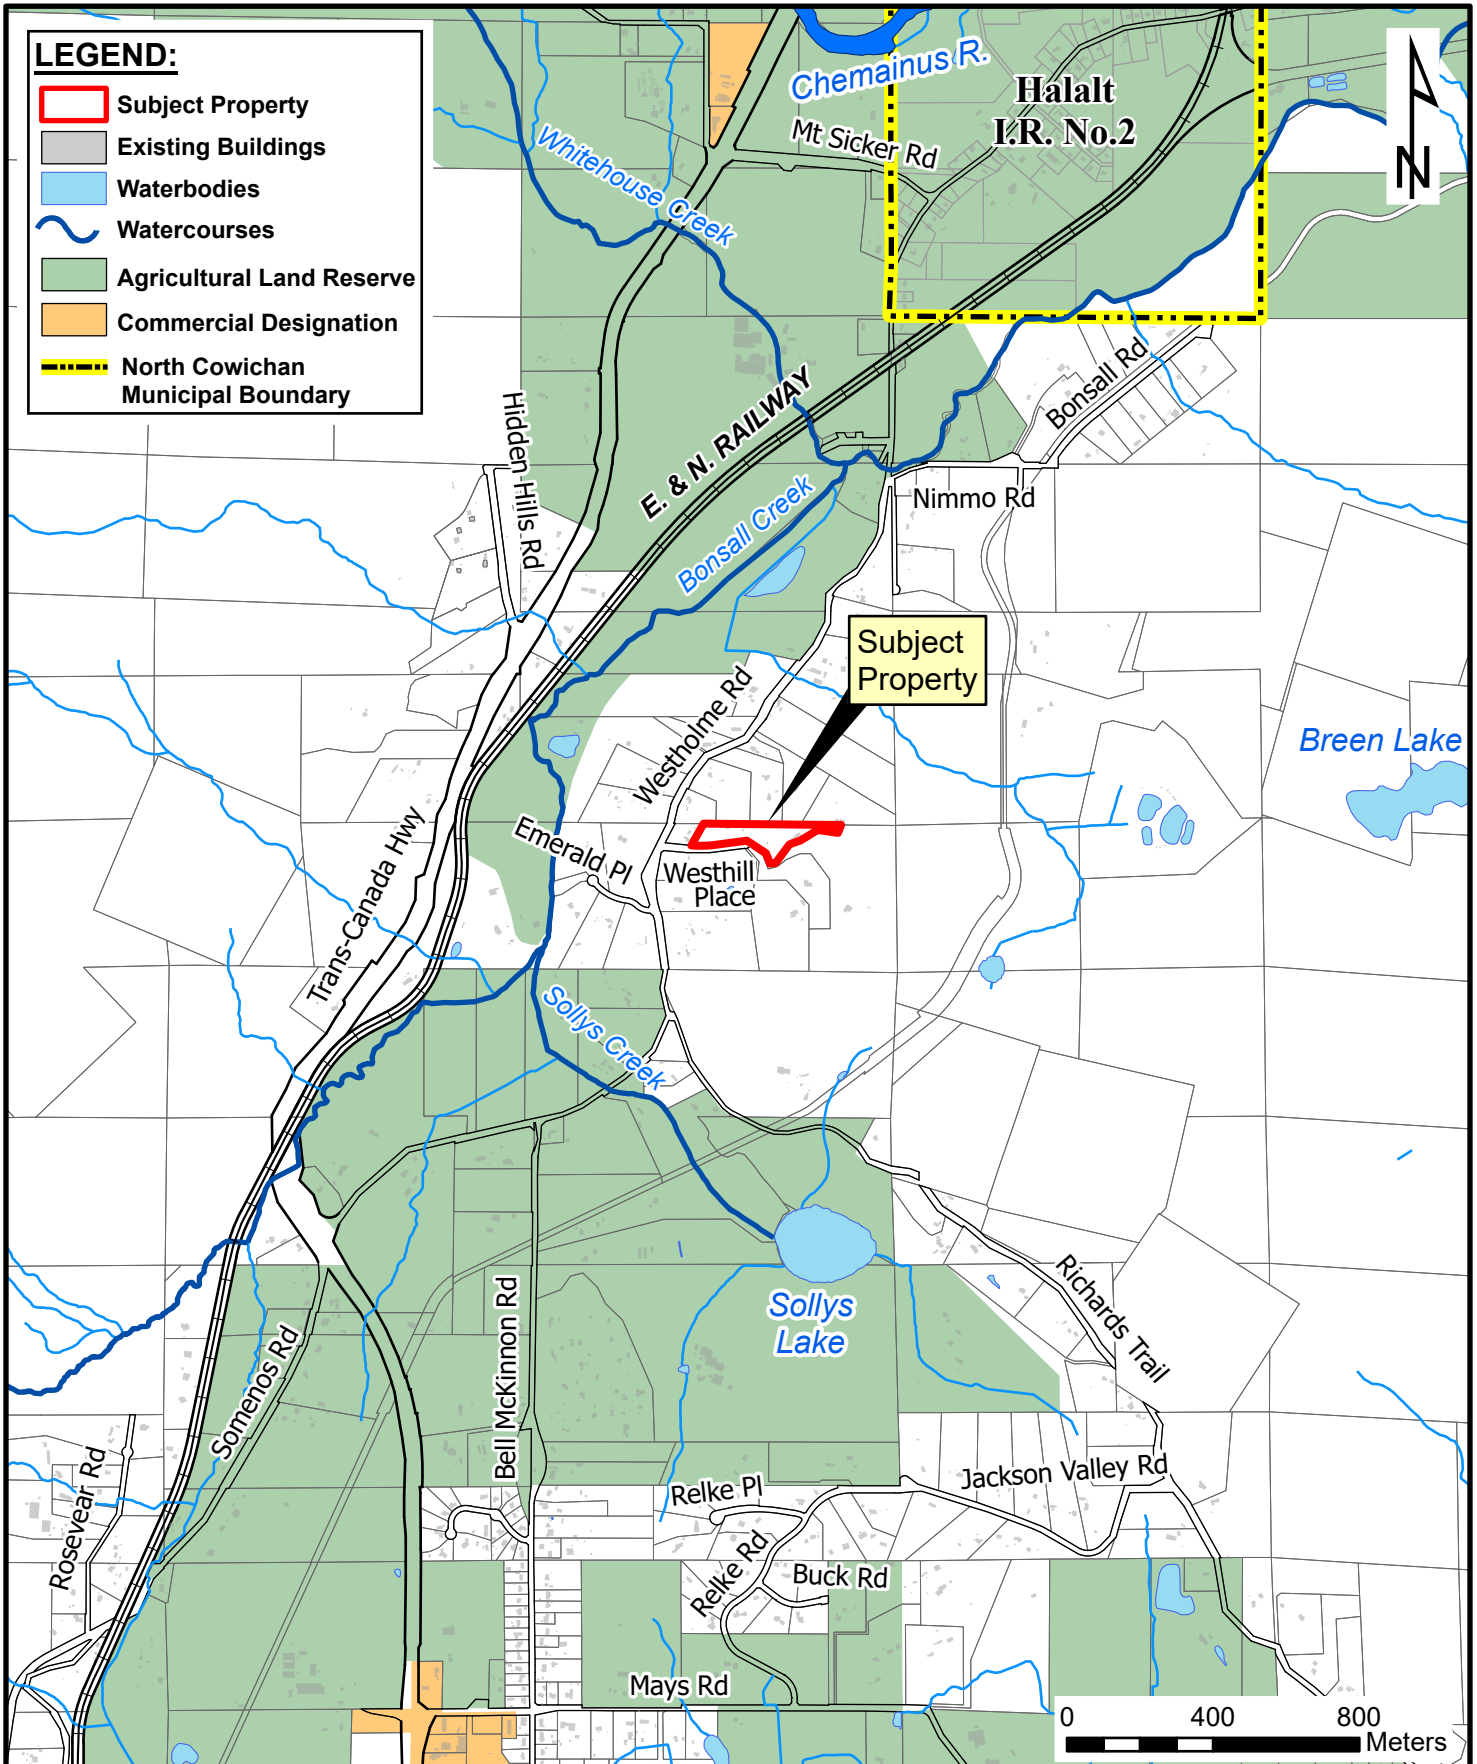 LEGEND:
Subject Property
Existing Buildings
Waterbodies
Watercourses
Agricultural Land Reserve
Commercial Designation
North Cowichan
Municipal Boundary
Chemainus R.
Halalt
I.R. No.2
N
Mt Sicker Rd
Whitehouse Creek
Hidden Hills Rd
E. & N. RAILWAY
Bonsall Rd
Nimmo Rd
Bonsall Creek
Subject
Property
Westholme Rd
Breen Lake
Trans-Canada Hwy
Emerald Pl
Westhill
Place
Sollys Creek
Sollys
Lake
Richards Trail
Bell McKinnon Rd
Somenos Rd
Rosevear Rd
Relke Pl
Jackson Valley Rd
Relke Rd
Buck Rd
Mays Rd
0 400 800
Meters